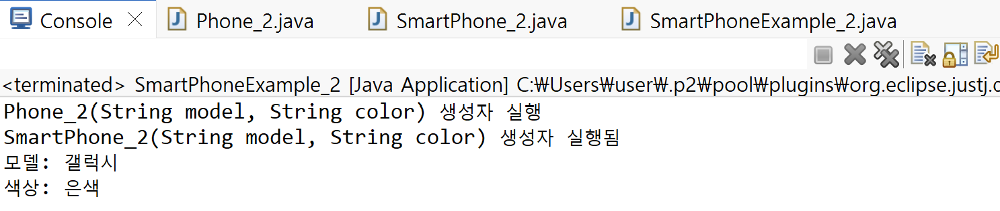 Console Phone_2.java SmartPhone_2.java SmartPhoneExample_2.java
<terminated> SmartPhoneExample_2 [Java Application] C:₩Users₩user₩.p2₩pool₩plugins₩org.eclipse.justj.o
Phone_2(String model, String color) 생성자 실행
SmartPhone_2(String model, String color) 생성자 실행됨
모델: 갤럭시
색상: 은색